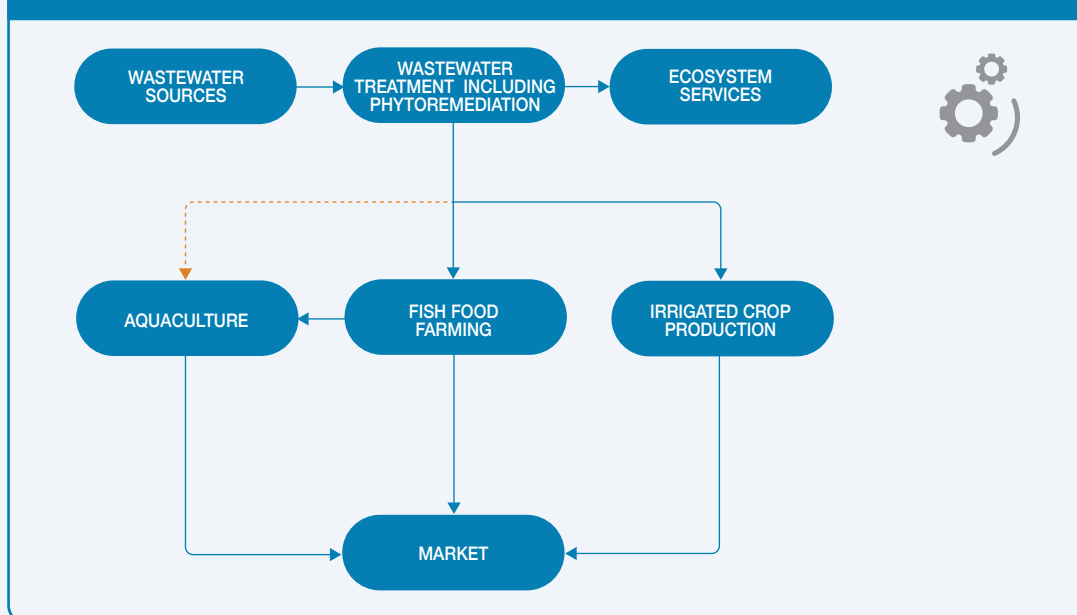 WASTEWATER
SOURCES
WASTEWATER
TREATMENT INCLUDING
PHYTOREMEDIATION
ECOSYSTEM
SERVICES
AQUACULTURE
FISH FOOD
FARMING
IRRIGATED CROP
PRODUCTION
MARKET